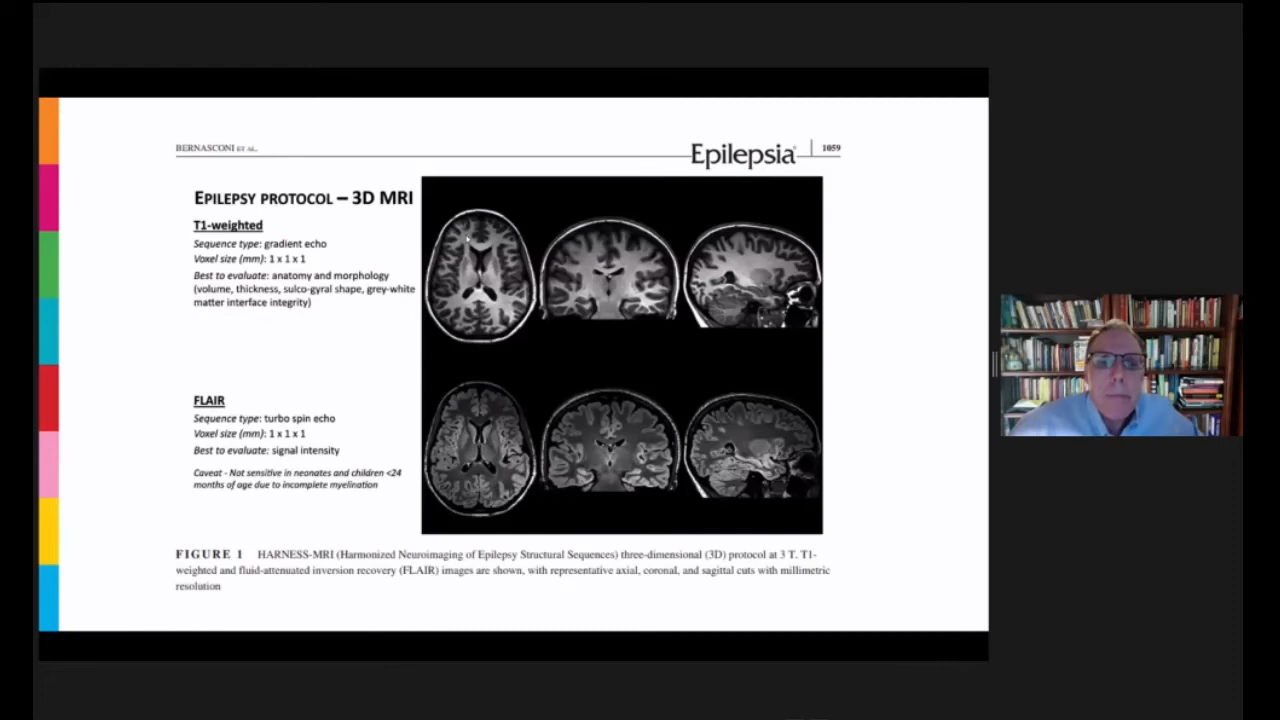 BERNASCONI ET AL.
Epilepsia
1059
EPILEPSY PROTOCOL – 3D MRI
T1-weighted
Sequence type: gradient echo
Voxel size (mm): 1 x 1 x 1
Best to evaluate: anatomy and morphology
(volume, thickness, sulco-gyral shape, grey-white
matter interface integrity)
FLAIR
Sequence type: turbo spin echo
Voxel size (mm): 1 x 1 x 1
Best to evaluate: signal intensity
Caveat - Not sensitive in neonates and children <24
months of age due to incomplete myelination
FIGURE 1 HARNESS-MRI (Harmonized Neuroimaging of Epilepsy Structural Sequences) three-dimensional (3D) protocol at 3 T. T1-
weighted and fluid-attenuated inversion recovery (FLAIR) images are shown, with representative axial, coronal, and sagittal cuts with millimetric
resolution